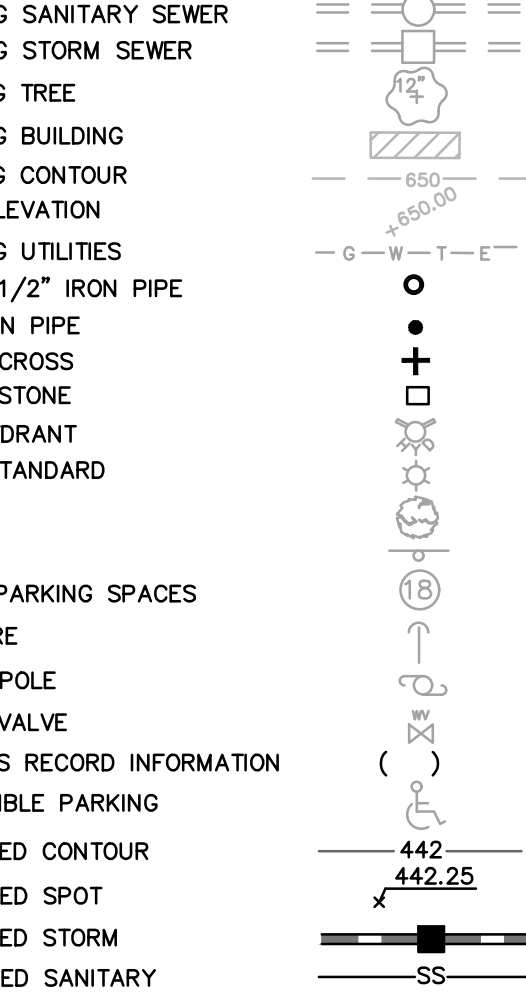 G SANITARY SEWER
G STORM SEWER
G TREE 12"
G BUILDING
G CONTOUR 650
LEVATION +650.00
G UTILITIES G W T E
1/2" IRON PIPE
N PIPE
CROSS
STONE
DRANT HYD
TANDARD
PARKING SPACES 18
RE
POLE
VALVE WV
S RECORD INFORMATION ( )
IBLE PARKING
ED CONTOUR 442
ED SPOT 442.25
ED STORM
ED SANITARY SS